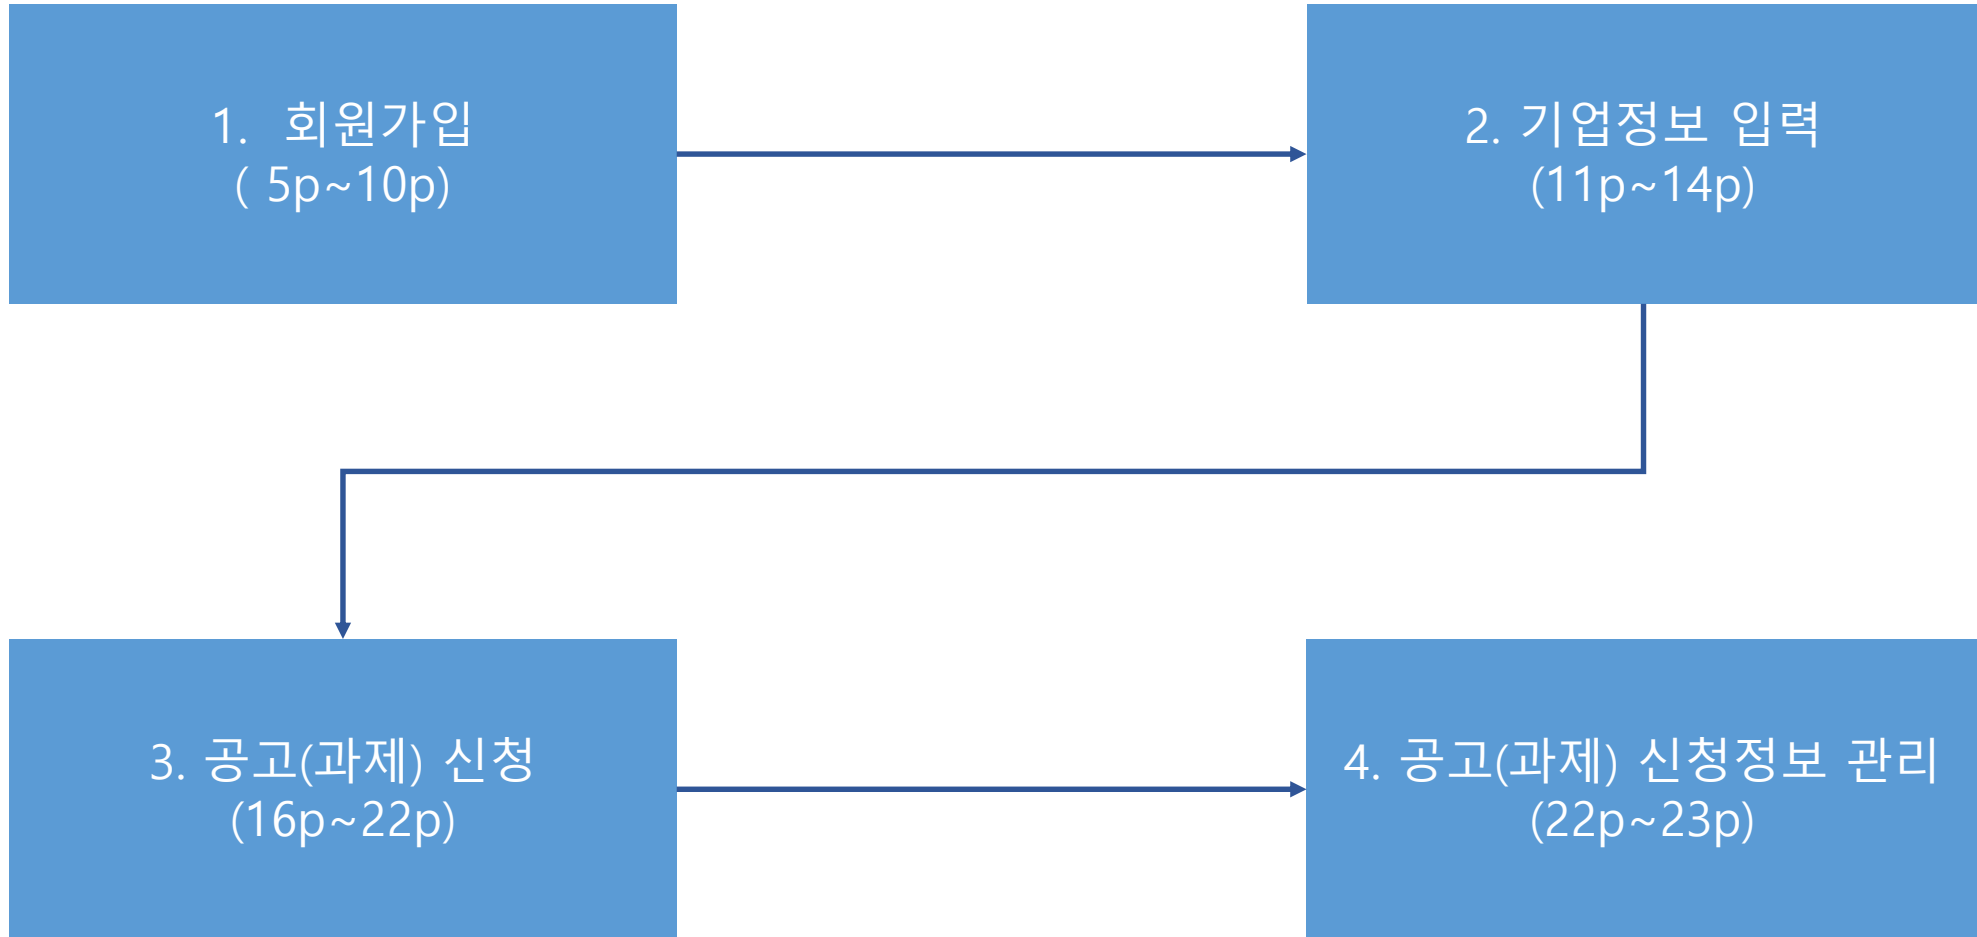 1. 회원가입
( 5p~10p)
2. 기업정보 입력
(11p~14p)
3. 공고(과제) 신청
(16p~22p)
4. 공고(과제) 신청정보 관리
(22p~23p)